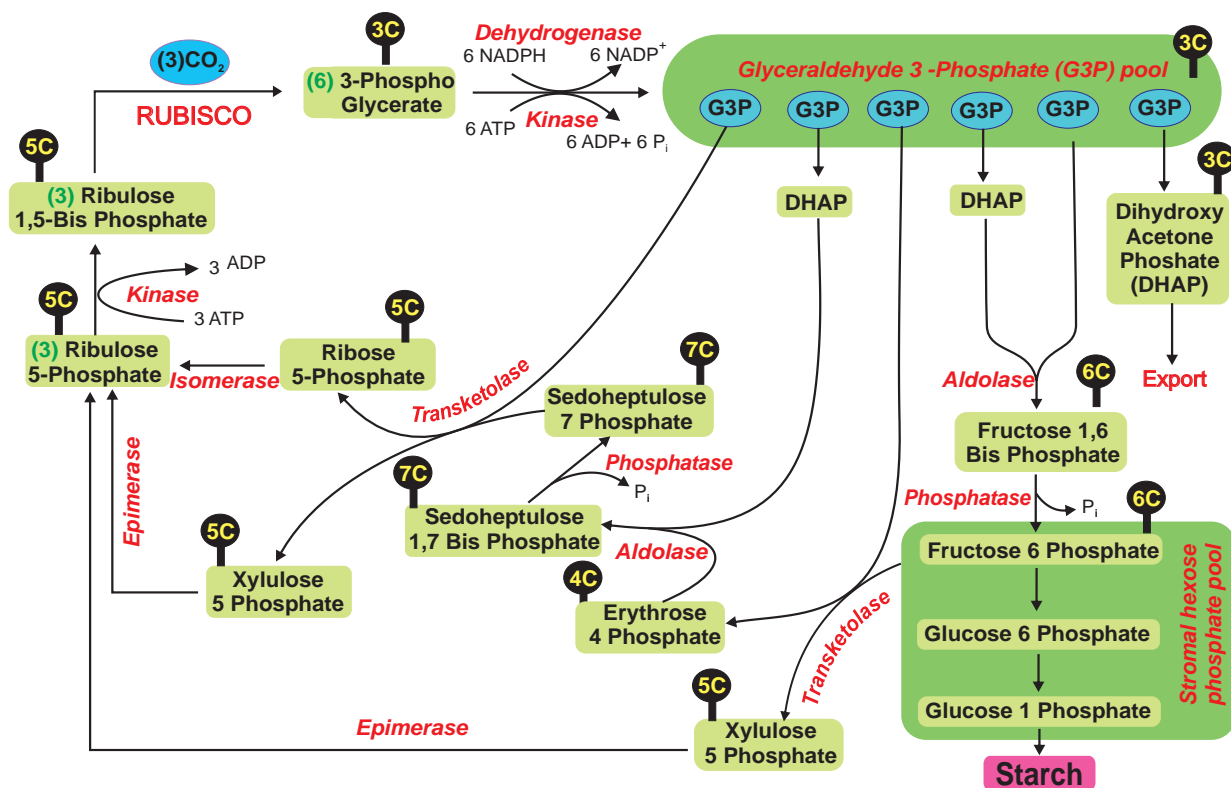 3C
(3)CO2
RUBISCO
(6) 3-Phospho
Glycerate
Dehydrogenase
6 NADPH
6 NADP+
6 ATP
Kinase
6 ADP+ 6 Pi
3C
Glyceraldehyde 3 -Phosphate (G3P) pool
G3P
G3P
G3P
G3P
G3P
G3P
5C
(3) Ribulose
1,5-Bis Phosphate
DHAP
DHAP
3C
Dihydroxy
Acetone
Phoshate
(DHAP)
Export
3 ADP
Kinase
3 ATP
5C
(3) Ribulose
5-Phosphate
Isomerase
5C
Ribose
5-Phosphate
Transketolase
7C
Sedoheptulose
7 Phosphate
Phosphatase
Pi
7C
Sedoheptulose
1,7 Bis Phosphate
Aldolase
Aldolase
6C
Fructose 1,6
Bis Phosphate
Phosphatase
Pi
6C
Fructose 6 Phosphate
Glucose 6 Phosphate
Glucose 1 Phosphate
Stromal hexose
phosphate pool
Starch
Epimerase
5C
Xylulose
5 Phosphate
4C
Erythrose
4 Phosphate
Transketolase
5C
Xylulose
5 Phosphate
Epimerase